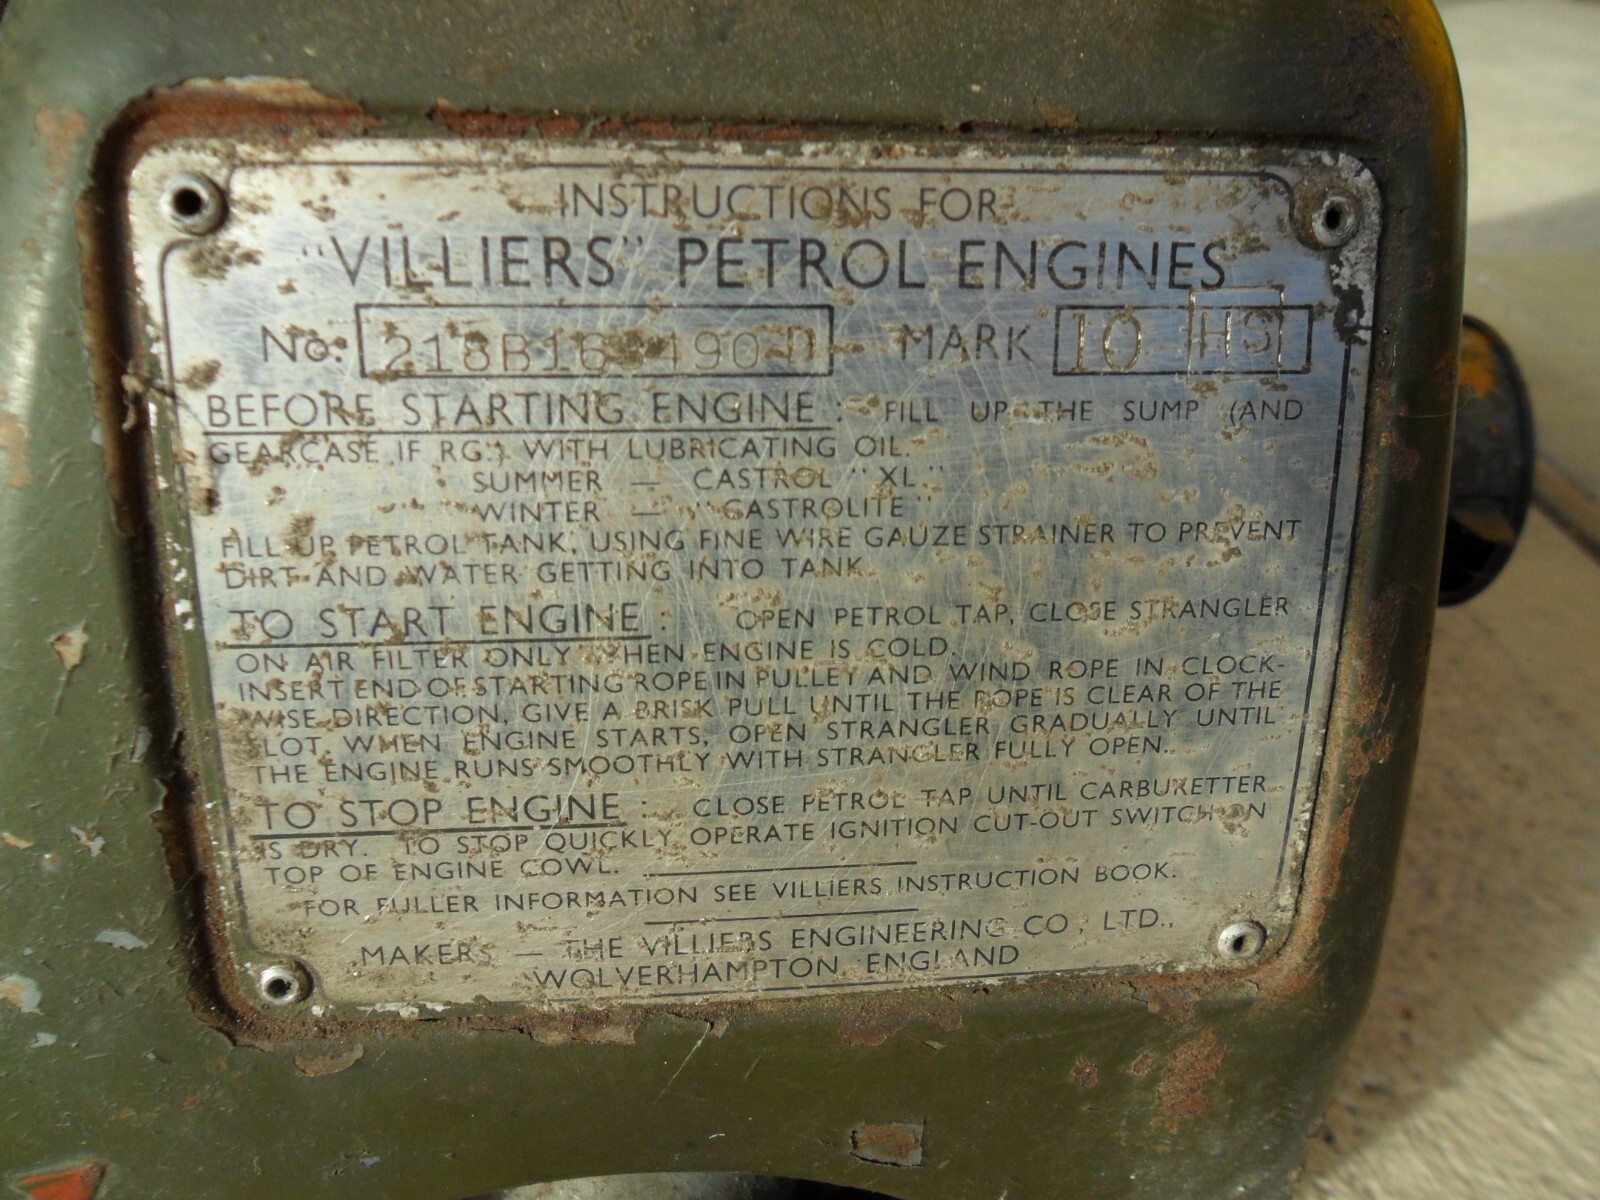 INSTRUCTIONS FOR
"VILLIERS" PETROL ENGINES
No. MARK 10 HS
BEFORE STARTING ENGINE : FILL UP THE SUMP (AND
GEARCASE IF RG.) WITH LUBRICATING OIL.
SUMMER — CASTROL "XL"
WINTER — "CASTROLITE"
FILL UP PETROL TANK, USING FINE WIRE GAUZE STRAINER TO PREVENT
DIRT AND WATER GETTING INTO TANK.
TO START ENGINE : OPEN PETROL TAP, CLOSE STRANGLER
ON AIR FILTER ONLY WHEN ENGINE IS COLD.
INSERT END OF STARTING ROPE IN PULLEY AND WIND ROPE IN CLOCK-
WISE DIRECTION, GIVE A BRISK PULL UNTIL THE ROPE IS CLEAR OF THE
SLOT. WHEN ENGINE STARTS, OPEN STRANGLER GRADUALLY UNTIL
THE ENGINE RUNS SMOOTHLY WITH STRANGLER FULLY OPEN.
TO STOP ENGINE : CLOSE PETROL TAP UNTIL CARBURETTER
IS DRY. TO STOP QUICKLY OPERATE IGNITION CUT-OUT SWITCH ON
TOP OF ENGINE COWL.
FOR FULLER INFORMATION SEE VILLIERS INSTRUCTION BOOK.
MAKERS — THE VILLIERS ENGINEERING CO, LTD.,
WOLVERHAMPTON, ENGLAND